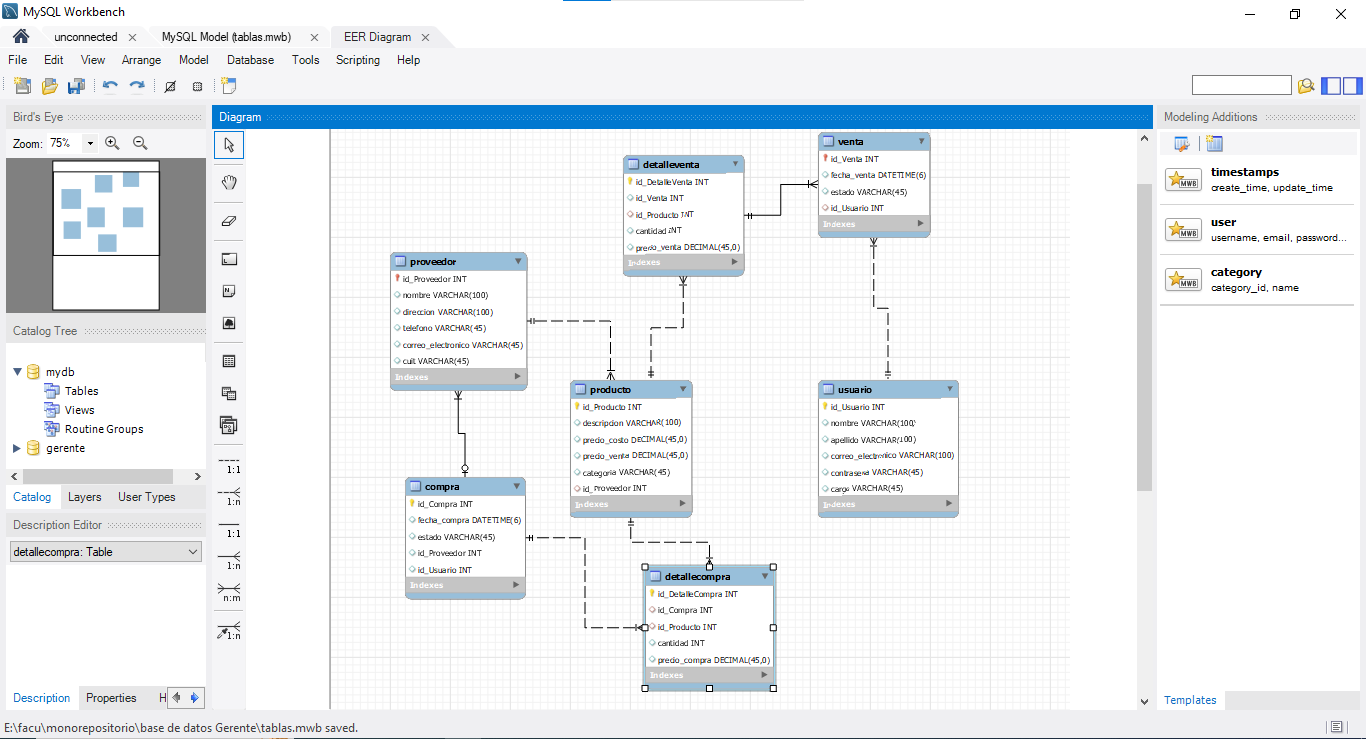 MySQL Workbench
unconnected
MySQL Model (tablas.mwb)
EER Diagram
File Edit View Arrange Model Database Tools Scripting Help
Bird's Eye
Zoom: 75%
Catalog Tree
mydb
Tables
Views
Routine Groups
gerente
Catalog Layers User Types
Description Editor
detallecompra: Table
Description Properties H
1:1
1:n
1:1
1:n
n:m
1:n
Diagram
detalleventa
id_DetalleVenta INT
id_Venta INT
id_Producto INT
cantidad INT
precio_venta DECIMAL(45,0)
Indexes
venta
id_Venta INT
fecha_venta DATETIME(6)
estado VARCHAR(45)
id_Usuario INT
Indexes
proveedor
id_Proveedor INT
nombre VARCHAR(100)
direccion VARCHAR(100)
telefono VARCHAR(45)
correo_electronico VARCHAR(45)
cuit VARCHAR(45)
Indexes
producto
id_Producto INT
descripcion VARCHAR(100)
precio_costo DECIMAL(45,0)
precio_venta DECIMAL(45,0)
categoria VARCHAR(45)
id_Proveedor INT
Indexes
usuario
id_Usuario INT
nombre VARCHAR(100)
apellido VARCHAR(100)
correo_electronico VARCHAR(100)
contrasena VARCHAR(45)
cargo VARCHAR(45)
Indexes
compra
id_Compra INT
fecha_compra DATETIME(6)
estado VARCHAR(45)
id_Proveedor INT
id_Usuario INT
Indexes
detallecompra
id_DetalleCompra INT
id_Compra INT
id_Producto INT
cantidad INT
precio_compra DECIMAL(45,0)
Indexes
Modeling Additions
MWB
timestamps
create_time, update_time
MWB
user
username, email, password...
MWB
category
category_id, name
Templates
E:\facu\monorepositorio\base de datos Gerente\tablas.mwb saved.